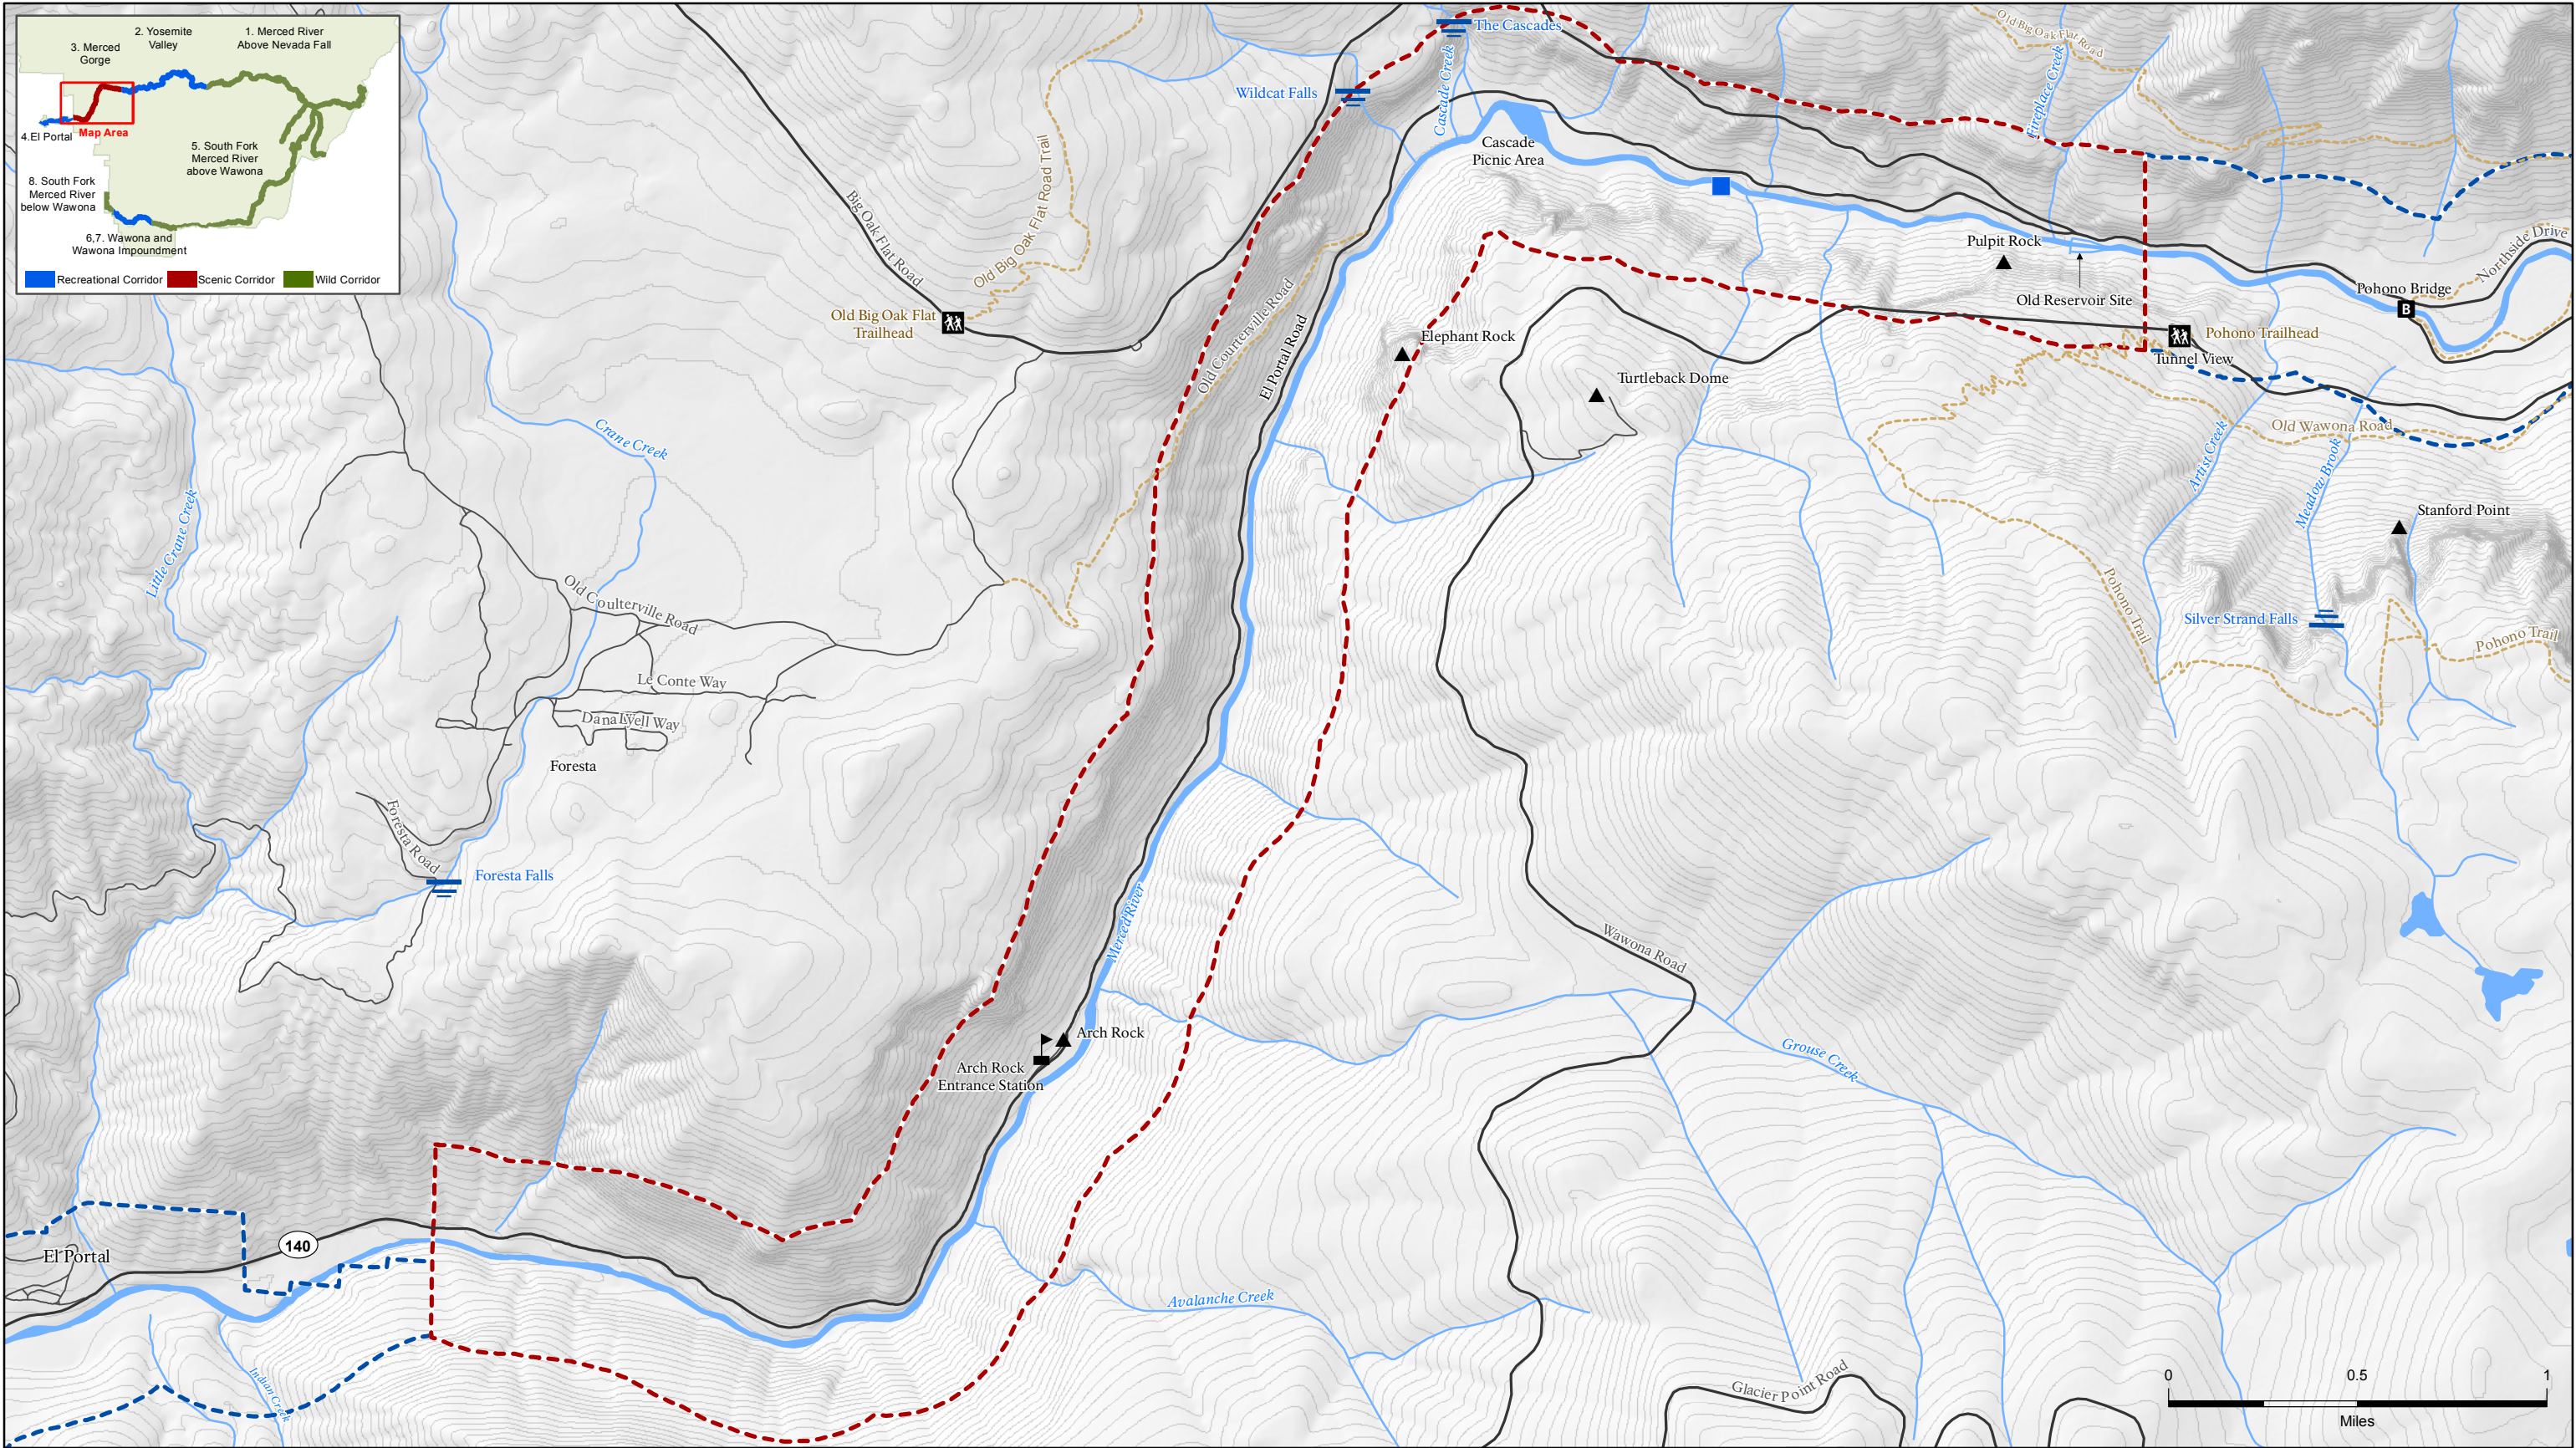 2. Yosemite
Valley
1. Merced River
Above Nevada Fall
3. Merced
Gorge
4.El Portal
Map Area
5. South Fork
Merced River
above Wawona
8. South Fork
Merced River
below Wawona
6,7. Wawona and
Wawona Impoundment
Recreational Corridor
Scenic Corridor
Wild Corridor
The Cascades
Wildcat Falls
Cascade Creek
Cascade
Picnic Area
Old Big Oak Flat Road
Fireplace Creek
Big Oak Flat Road
Old Big Oak Flat Road Trail
Old Big Oak Flat
Trailhead
Old Courterville Road
El Portal Road
Elephant Rock
Turtleback Dome
Pulpit Rock
Old Reservoir Site
Pohono Bridge
B
Northside Drive
Pohono Trailhead
Tunnel View
Old Wawona Road
Artist Creek
Meadow Brook
Stanford Point
Pohono Trail
Silver Strand Falls
Pohono Trail
Crane Creek
Little Crane Creek
Old Coulterville Road
Le Conte Way
Dana Lyell Way
Foresta
Foresta Road
Foresta Falls
Merced River
Wawona Road
Arch Rock
Arch Rock
Entrance Station
Grouse Creek
El Portal
140
Avalanche Creek
Indian Creek
Glacier Point Road
0 0.5 1
Miles